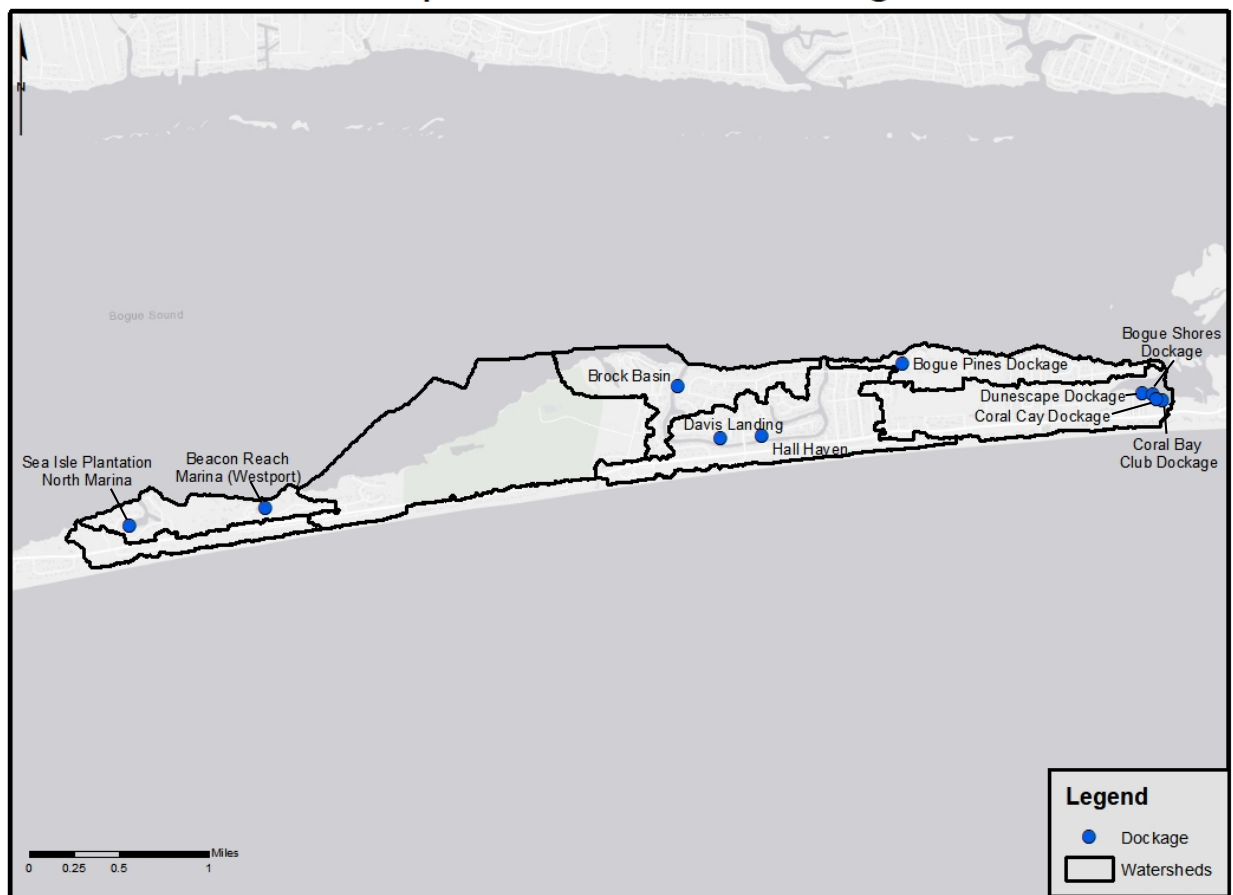 N
Bogue Sound
Bogue Shores
Dockage
Bogue Pines Dockage
Brock Basin
Dunescape Dockage
Coral Cay Dockage
Davis Landing
Hall Haven
Coral Bay
Club Dockage
Sea Isle Plantation
North Marina
Beacon Reach
Marina (Westport)
Legend
Dockage
Watersheds
Miles
0 0.25 0.5 1